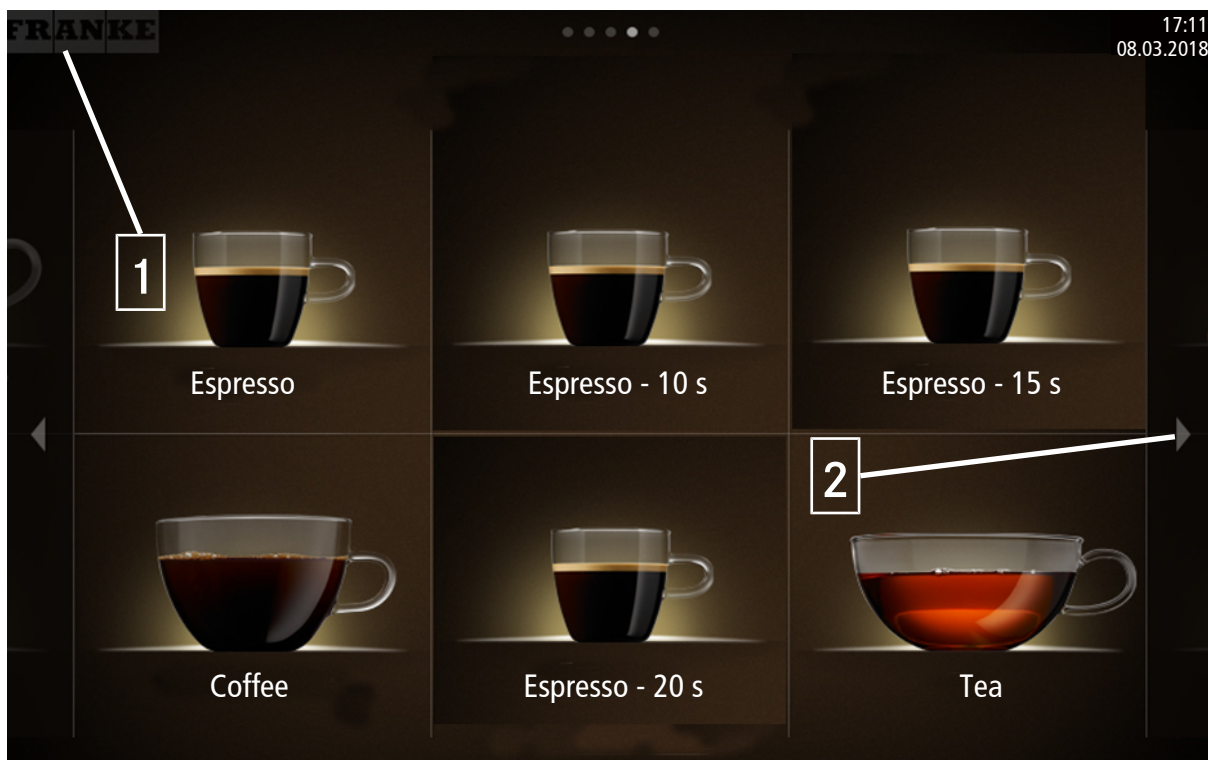 FRANKE
17:11
08.03.2018
1
Espresso
Espresso - 10 s
Espresso - 15 s
2
Coffee
Espresso - 20 s
Tea